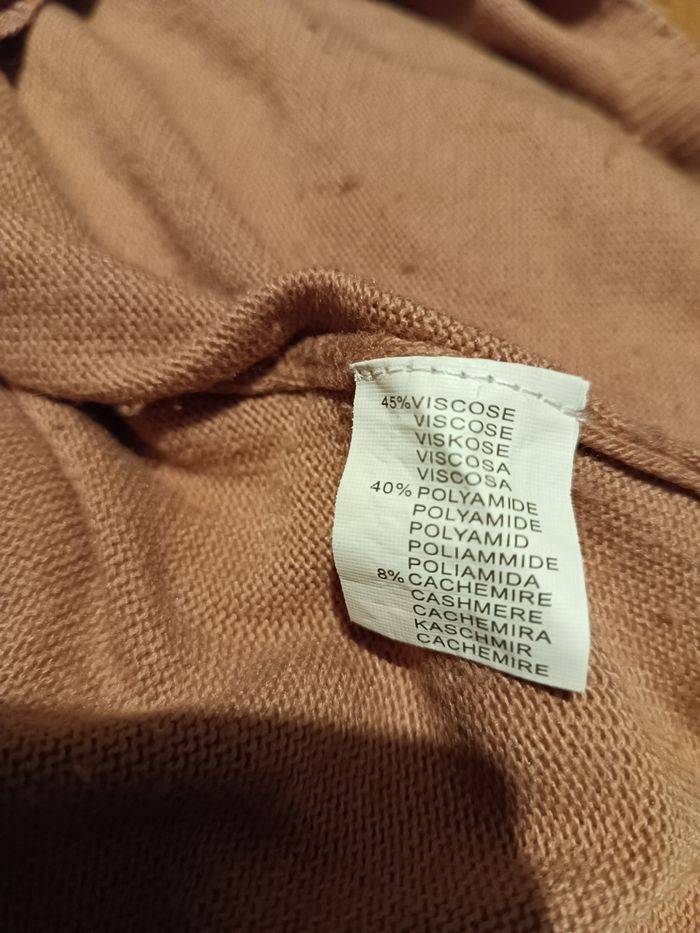 45%VISCOSE
VISCOSE
VISKOSE
VISCOSA
VISCOSA
40% POLYAMIDE
POLYAMIDE
POLYAMID
POLIAMMIDE
POLIAMIDA
8% CACHEMIRE
CASHMERE
CACHEMIRA
KASCHMIR
CACHEMIRE